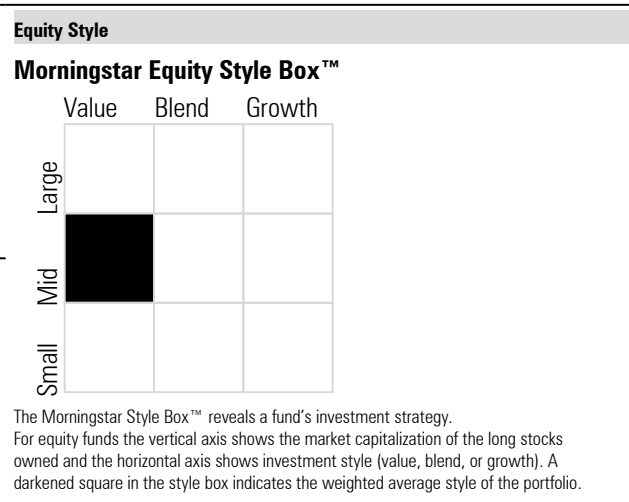 Equity Style
Morningstar Equity Style Box™
Value Blend Growth
Large
Mid
Small
The Morningstar Style Box™ reveals a fund’s investment strategy.
For equity funds the vertical axis shows the market capitalization of the long stocks
owned and the horizontal axis shows investment style (value, blend, or growth). A
darkened square in the style box indicates the weighted average style of the portfolio.